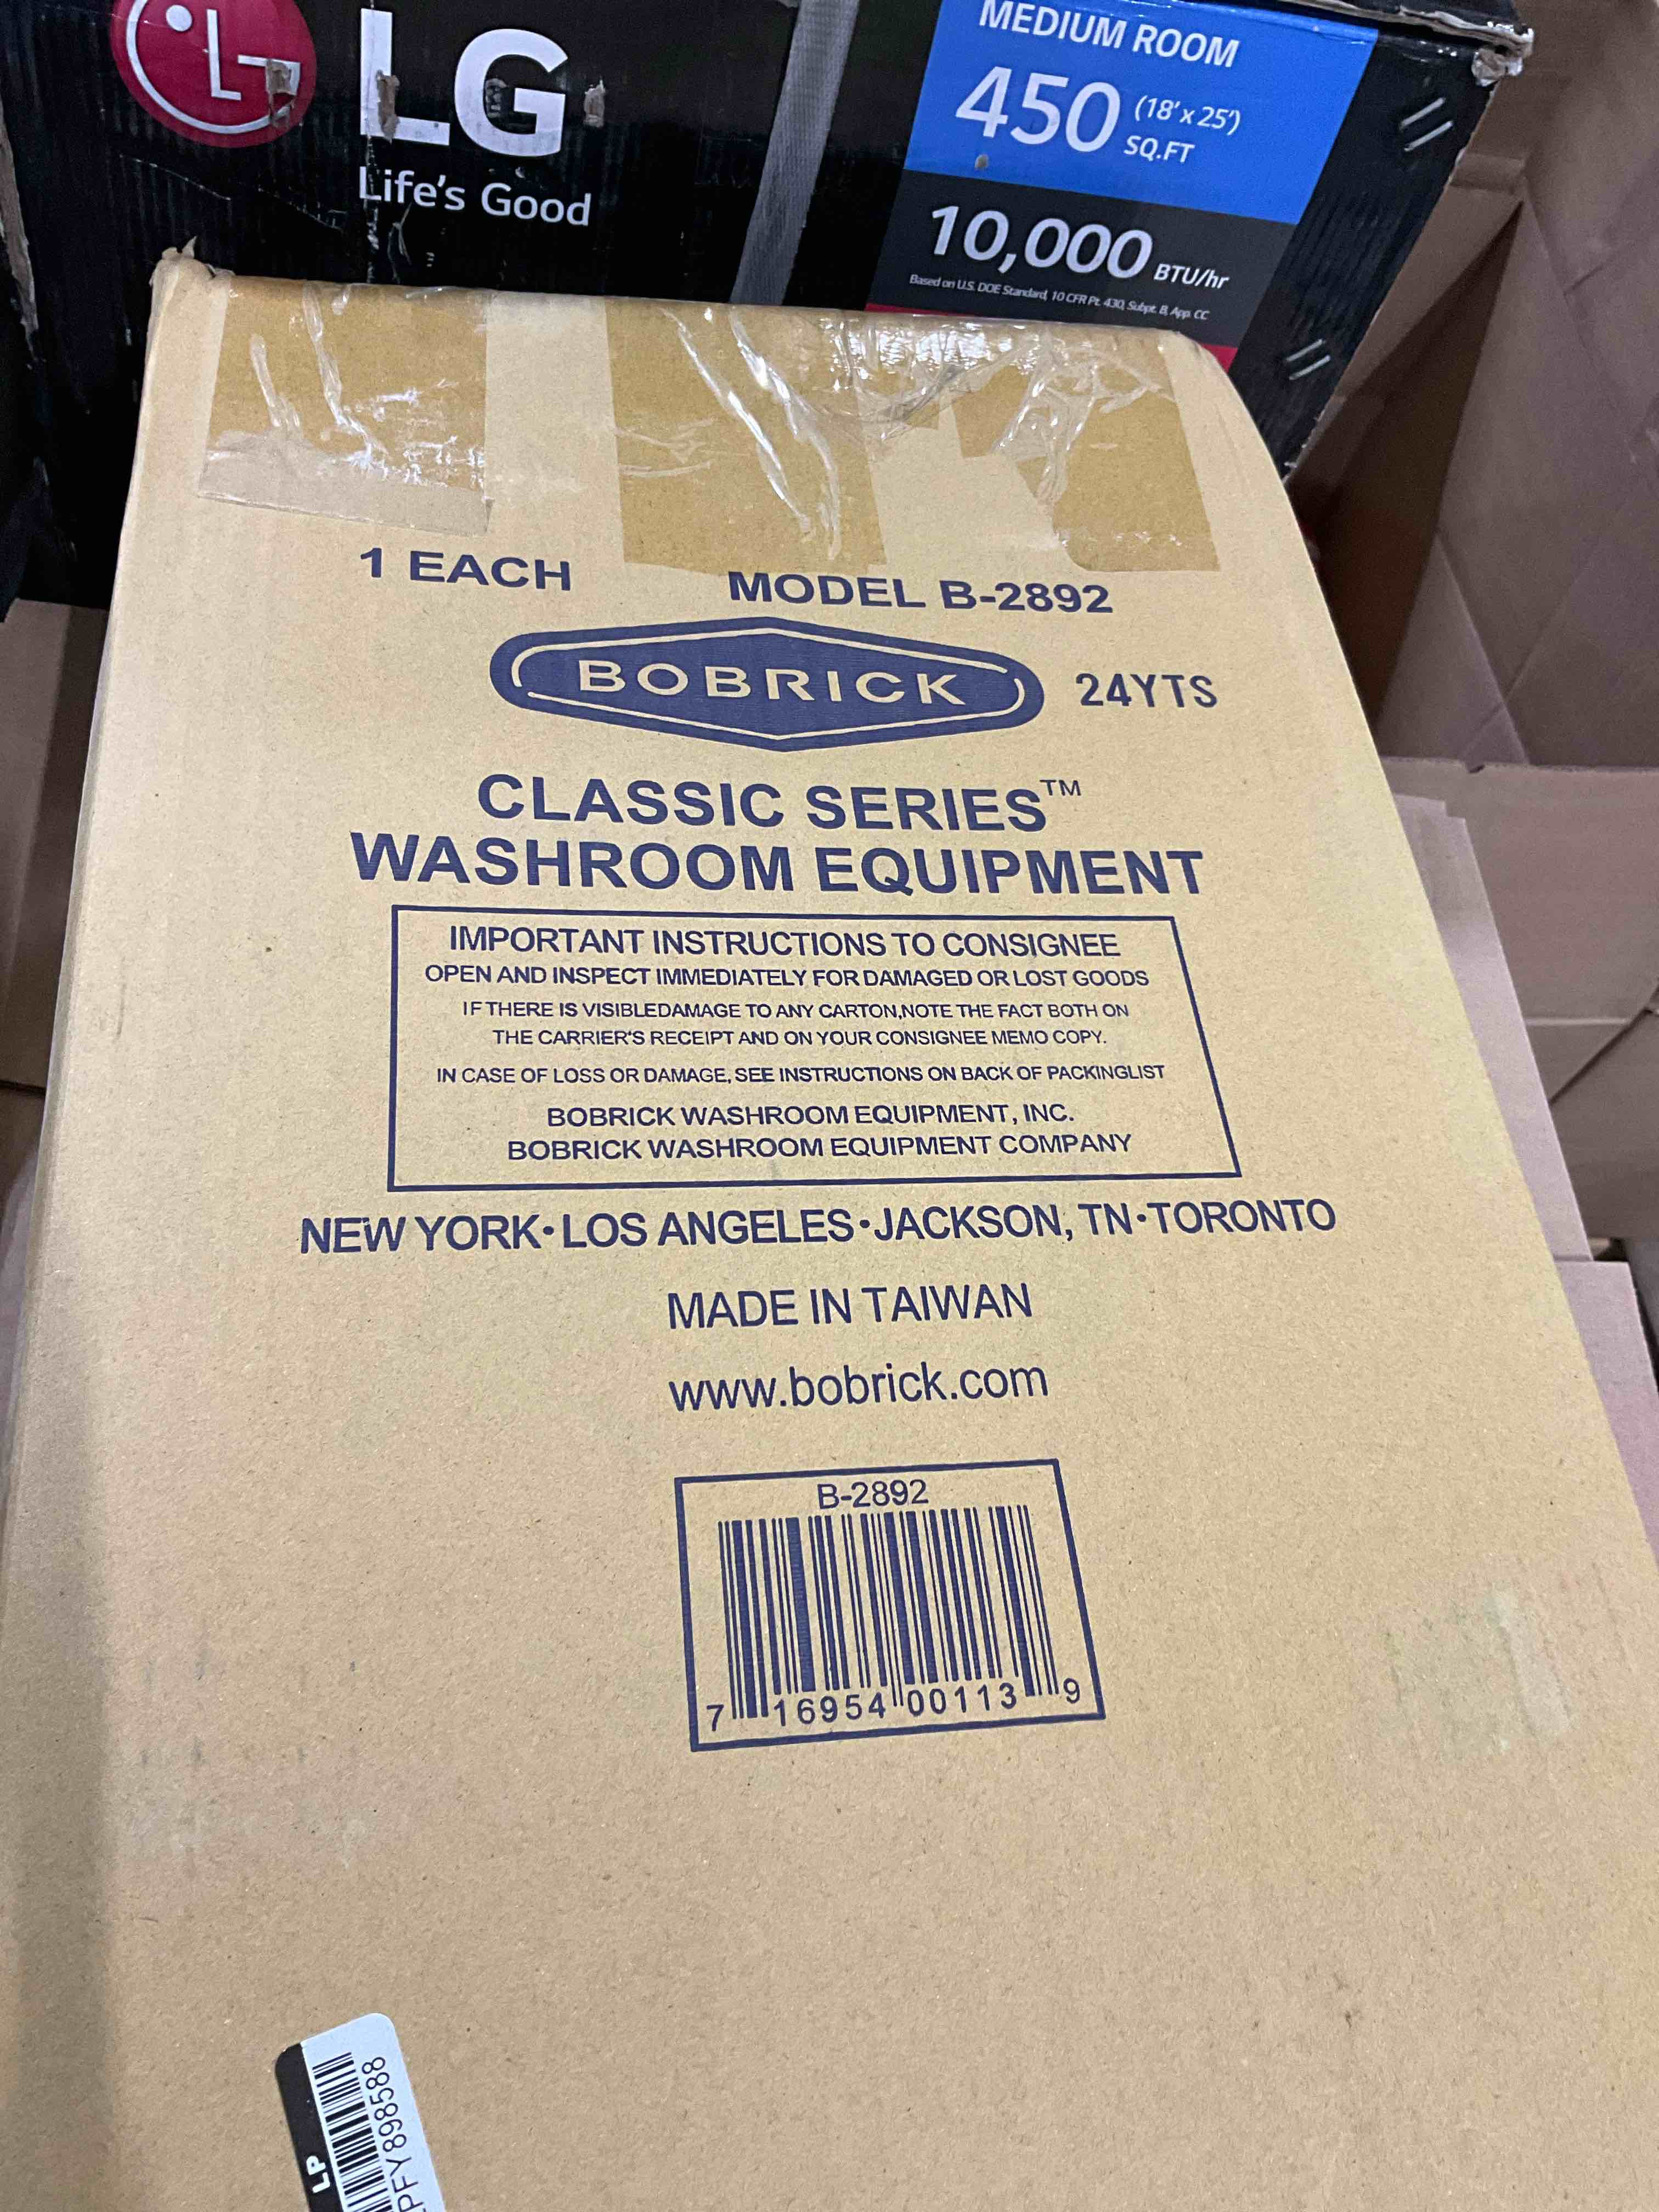 LG
LG
Life's Good
MEDIUM ROOM
450 (18' x 25') SQ.FT
10,000 BTU/hr
Based on U.S. DOE Standard, 10 CFR Pt. 430, Subpt. B, App. CC
1 EACH MODEL B-2892
BOBRICK 24YTS
CLASSIC SERIES™
WASHROOM EQUIPMENT
IMPORTANT INSTRUCTIONS TO CONSIGNEE
OPEN AND INSPECT IMMEDIATELY FOR DAMAGED OR LOST GOODS
IF THERE IS VISIBLEDAMAGE TO ANY CARTON,NOTE THE FACT BOTH ON
THE CARRIER'S RECEIPT AND ON YOUR CONSIGNEE MEMO COPY.
IN CASE OF LOSS OR DAMAGE, SEE INSTRUCTIONS ON BACK OF PACKINGLIST
BOBRICK WASHROOM EQUIPMENT, INC.
BOBRICK WASHROOM EQUIPMENT COMPANY
NEW YORK•LOS ANGELES•JACKSON, TN•TORONTO
MADE IN TAIWAN
www.bobrick.com
B-2892
7 16954 00113 9
LP
PFY898588